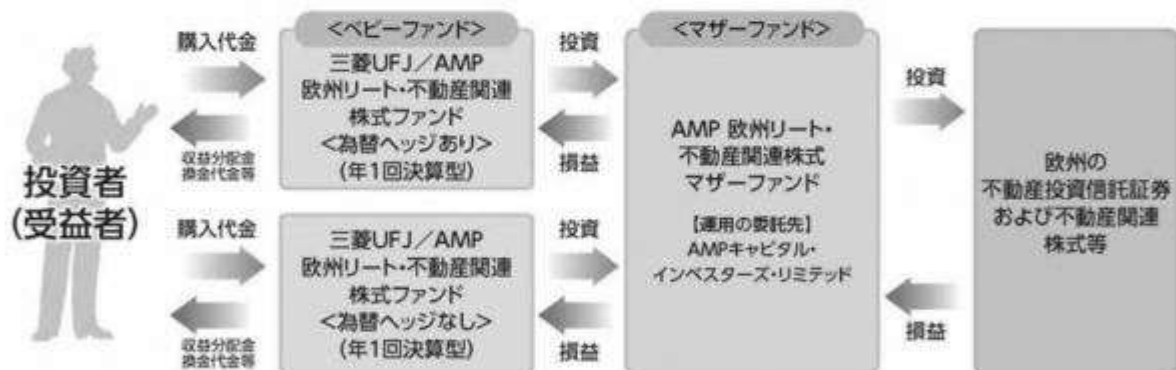 投資者
(受益者)
購入代金
収益分配金
換金代金等
<ベビーファンド>
三菱UFJ/AMP
欧州リート・不動産関連
株式ファンド
<為替ヘッジあり>
(年1回決算型)
投資
損益
購入代金
収益分配金
換金代金等
三菱UFJ/AMP
欧州リート・不動産関連
株式ファンド
<為替ヘッジなし>
(年1回決算型)
投資
損益
<マザーファンド>
AMP 欧州リート・
不動産関連株式
マザーファンド
【運用の委託先】
AMPキャピタル・
インベスターズ・リミテッド
投資
損益
欧州の
不動産投資信託証券
および不動産関連
株式等